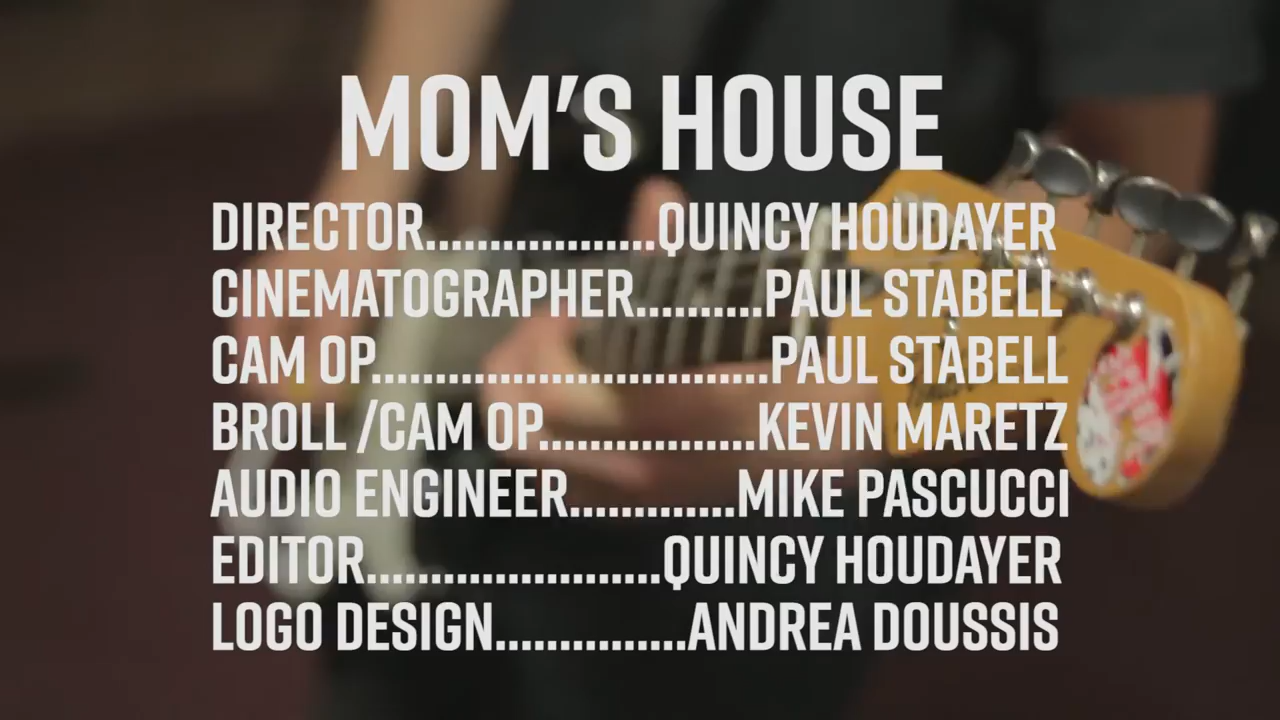 MOM'S HOUSE
DIRECTOR..................QUINCY HOUDAYER
CINEMATOGRAPHER..........PAUL STABELL
CAM OP...............................PAUL STABELL
BROLL /CAM OP.................KEVIN MARETZ
AUDIO ENGINEER.............MIKE PASCUCCI
EDITOR.......................QUINCY HOUDAYER
LOGO DESIGN...............ANDREA DOUSSIS